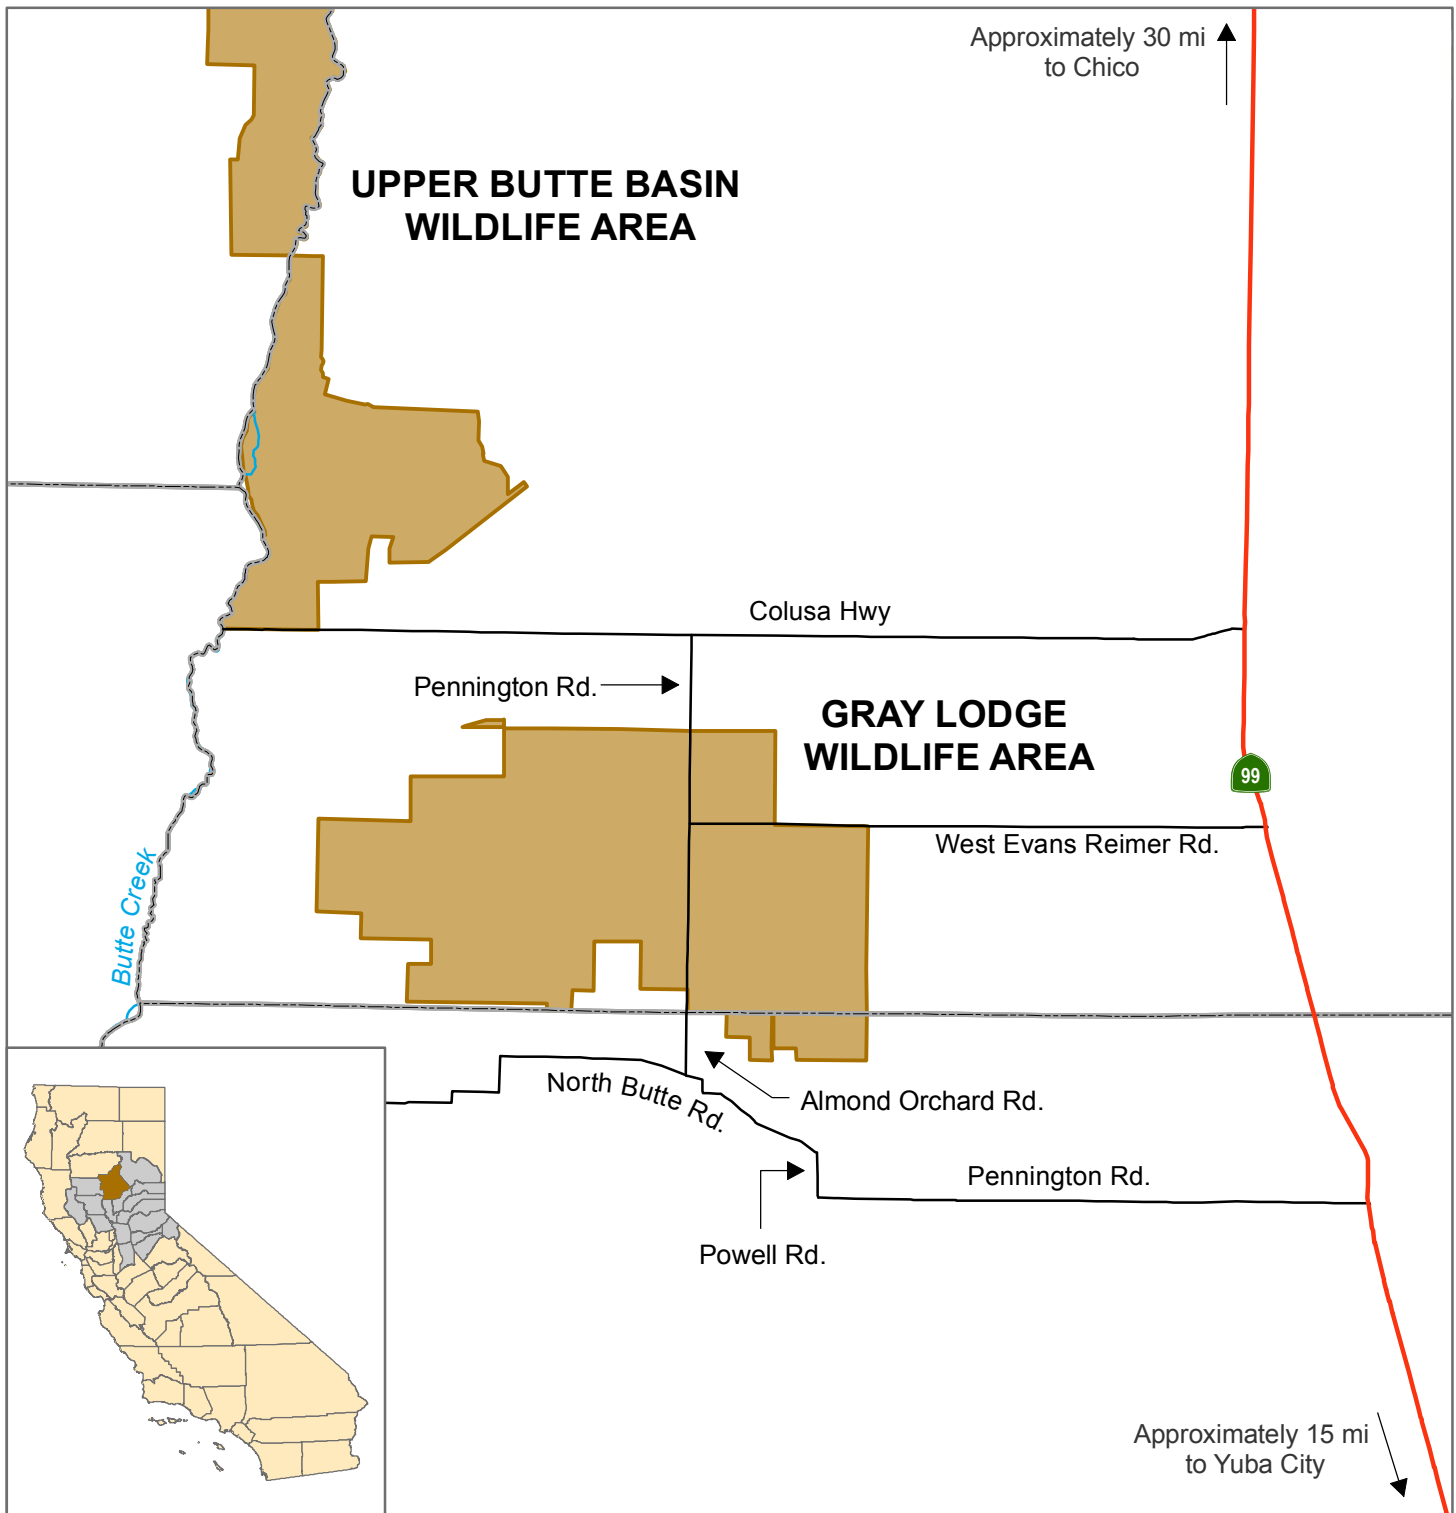 Approximately 30 mi
to Chico
UPPER BUTTE BASIN
WILDLIFE AREA
Colusa Hwy
Pennington Rd.
GRAY LODGE
WILDLIFE AREA
99
West Evans Reimer Rd.
Butte Creek
North Butte Rd.
Almond Orchard Rd.
Pennington Rd.
Powell Rd.
Approximately 15 mi
to Yuba City